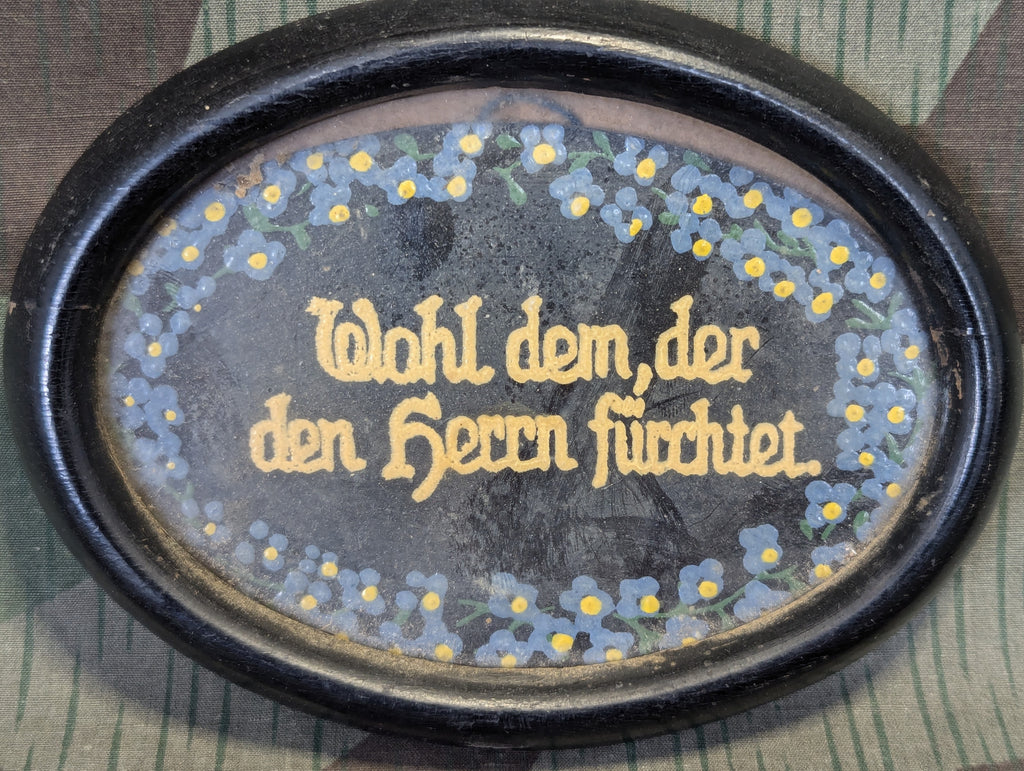 Wohl dem, der
den Herrn fürchtet.